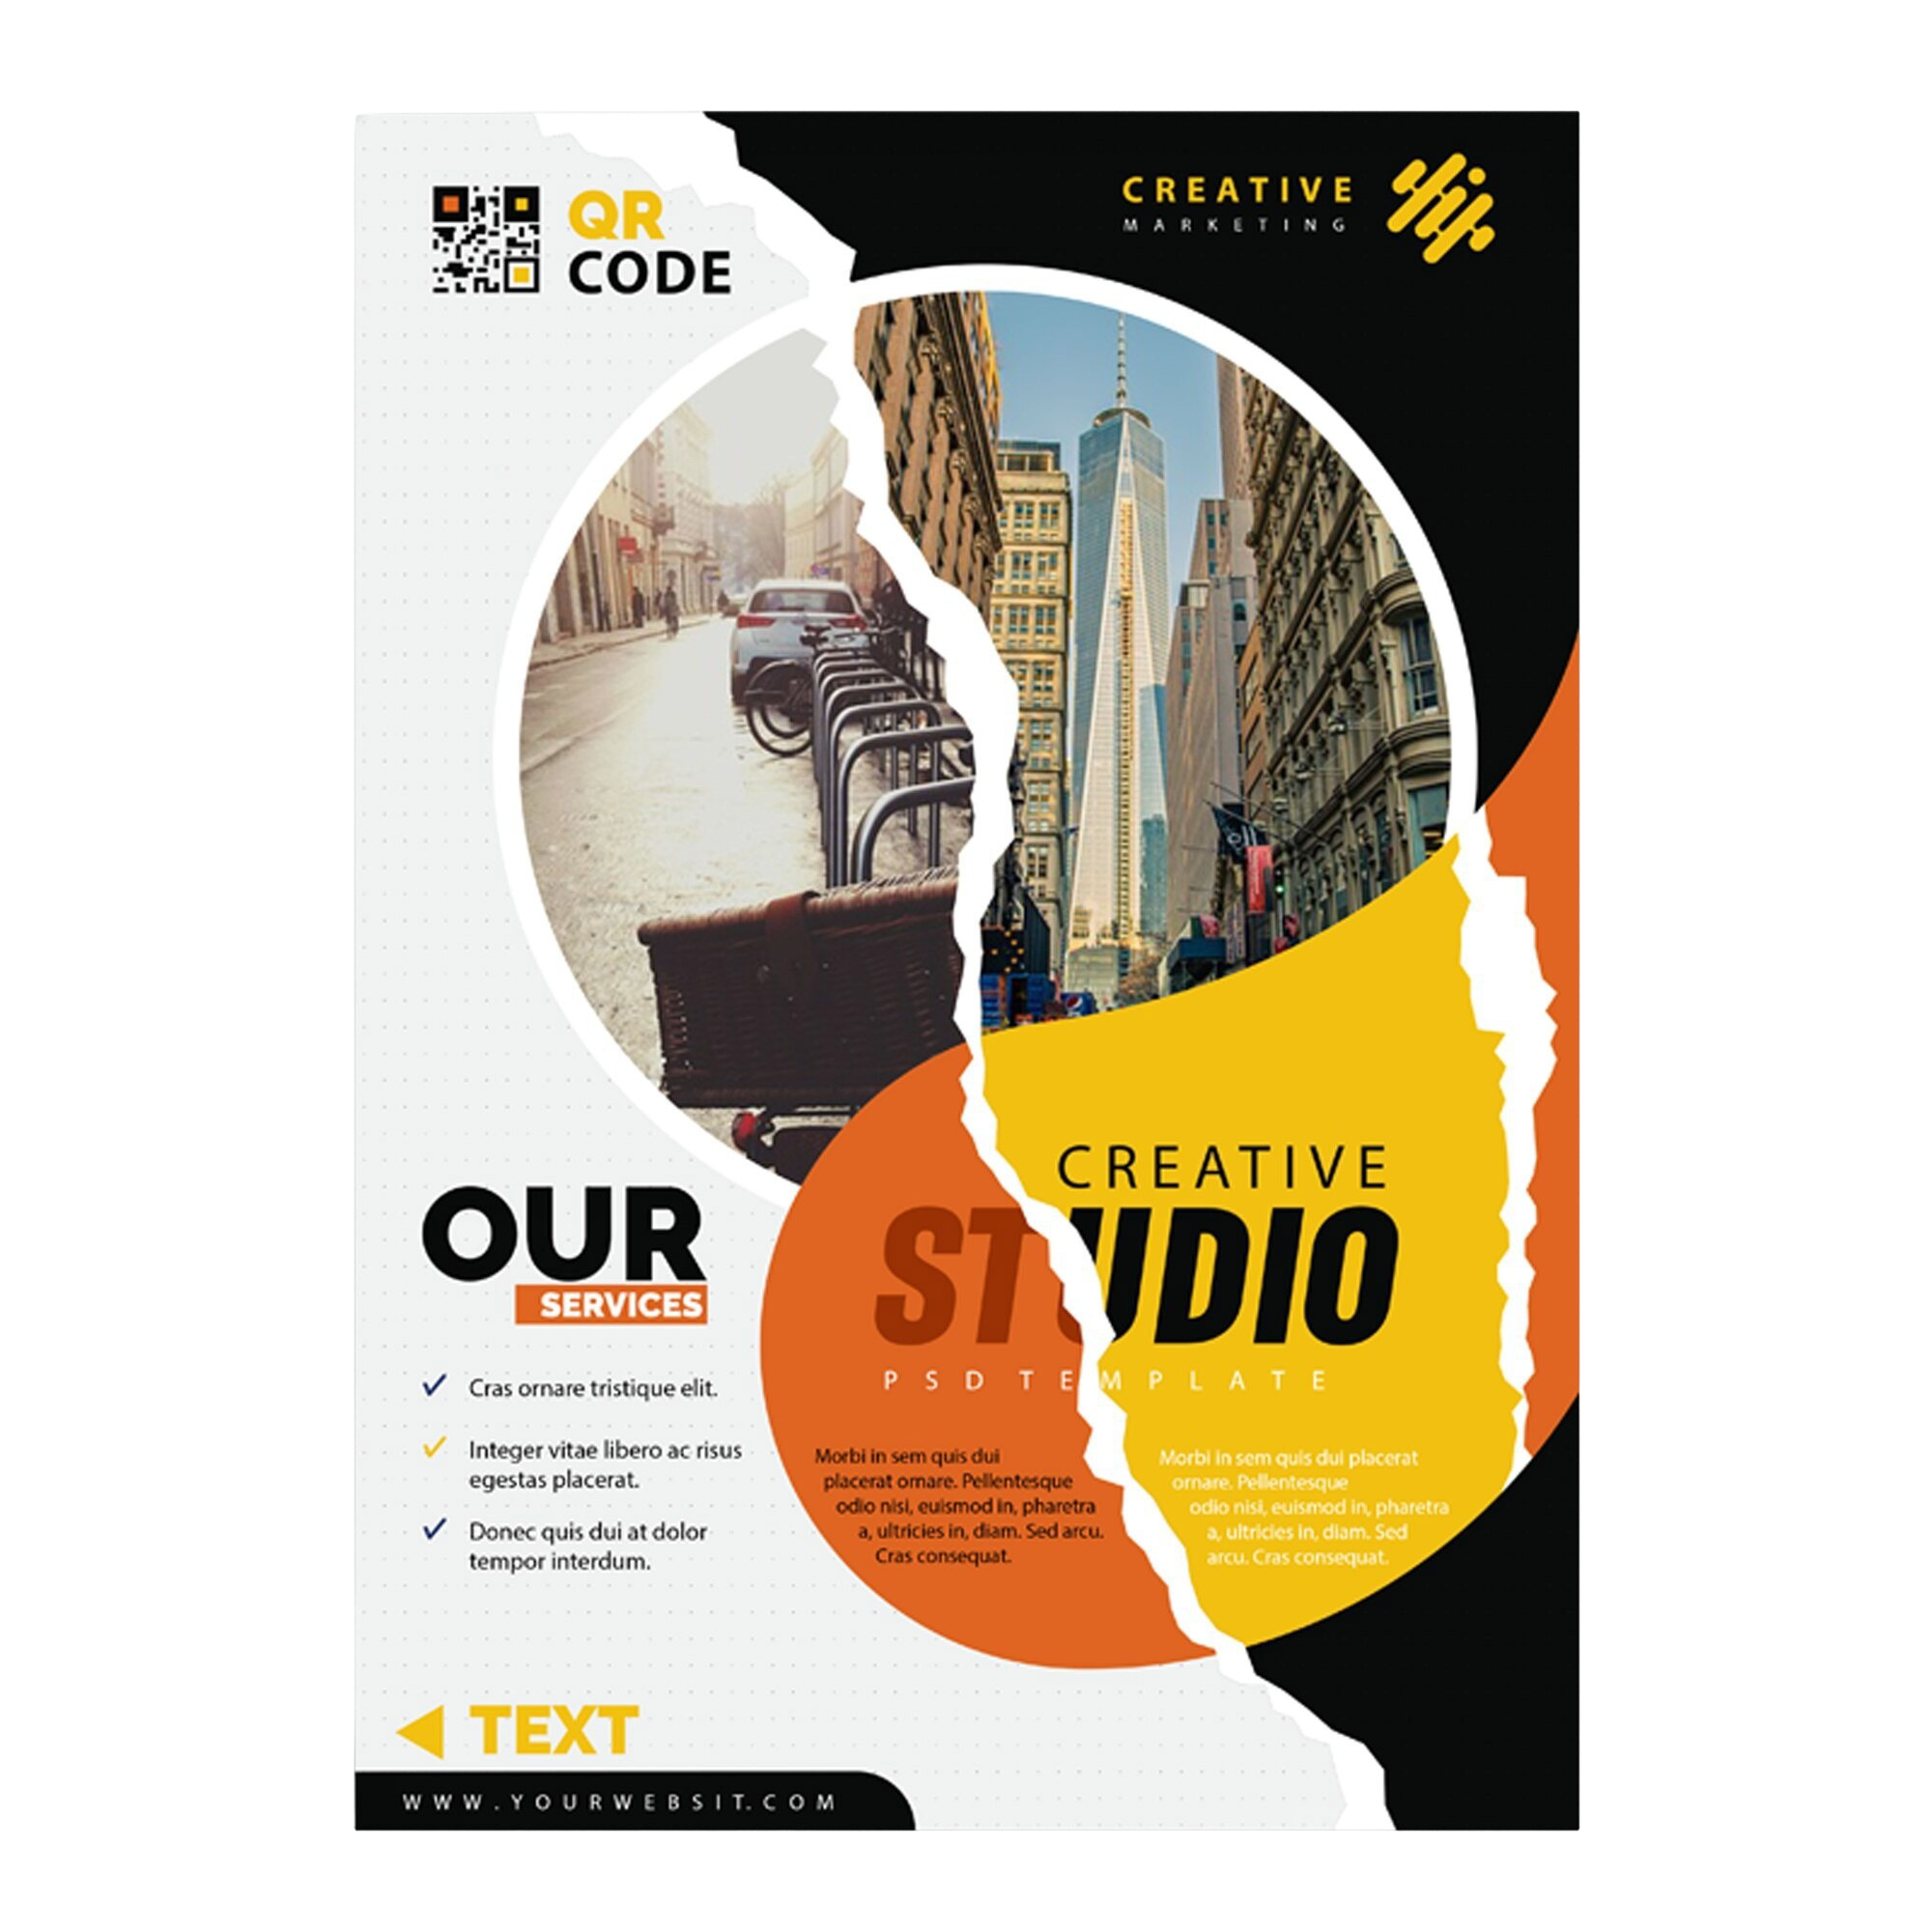 QR
CODE
CREATIVE
MARKETING
CREATIVE
STUDIO
PSD TEMPLATE
OUR
SERVICES
Cras ornare tristique elit.
Integer vitae libero ac risus
egestas placerat.
Donec quis dui at dolor
tempor interdum.
Morbi in sem quis dui
placerat ornare. Pellentesque
odio nisi, euismod in, pharetra
a, ultricies in, diam. Sed arcu.
Cras consequat.
Morbi in sem quis dui placerat
ornare. Pellentesque
odio nisi, euismod in, pharetra
a, ultricies in, diam. Sed
arcu. Cras consequat.
TEXT
WWW.YOURWEBSIT.COM